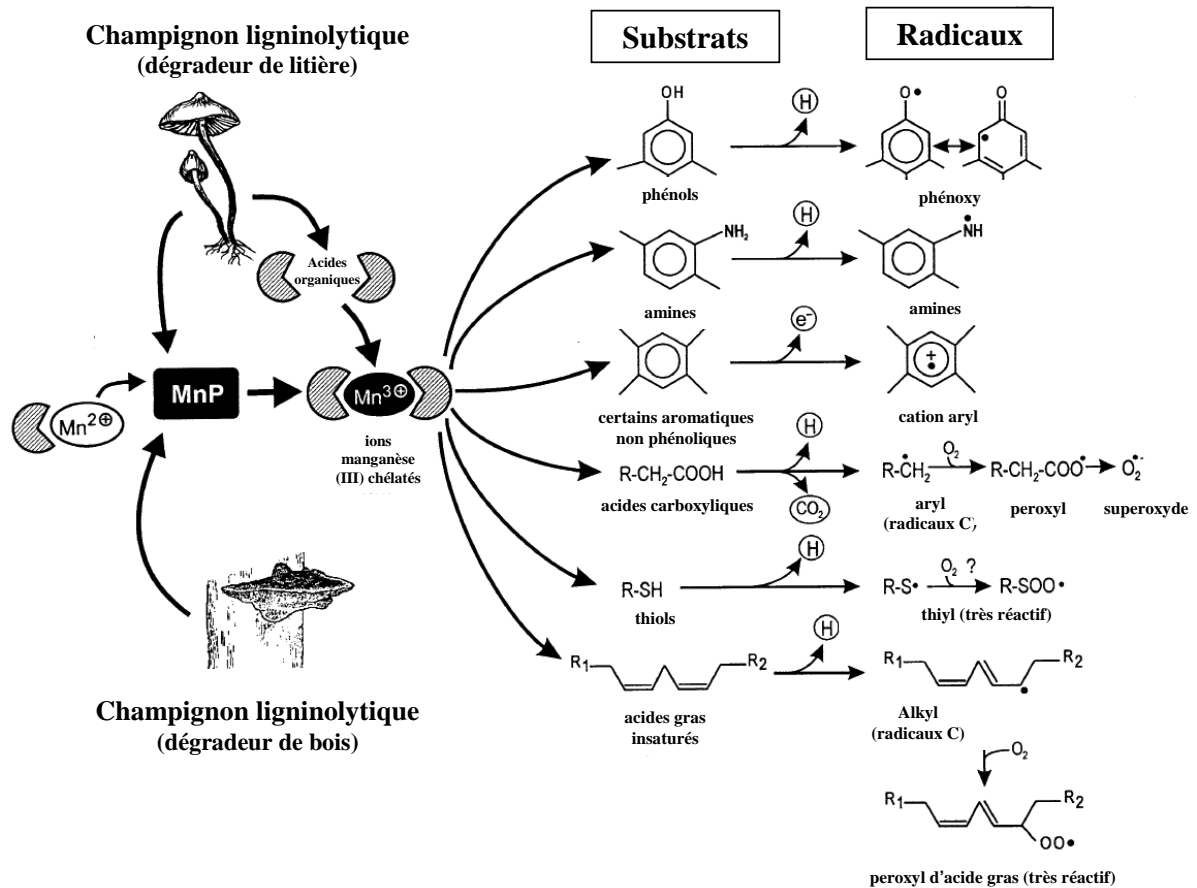 Champignon ligninolytique
(dégradeur de litière)
Substrats
Radicaux
OH
H
O•
O
•
phénols
phénoxy
Acides
organiques
NH₂
H
•
NH
amines
amines
MnP
Mn²⊕
Mn³⊕
ions
manganèse
(III) chélatés
e⁻
+
•
certains aromatiques
non phénoliques
cation aryl
R-CH₂-COOH
H
CO₂
R-ĊH₂
O₂
R-CH₂-COO•
O₂•-
acides carboxyliques
aryl
(radicaux C)
peroxyl
superoxyde
R-SH
H
R-S•
O₂ ?
R-SOO•
thiols
thiyl (très réactif)
R₁
R₂
H
R₁
R₂
•
acides gras
insaturés
Alkyl
(radicaux C)
O₂
R₁
R₂
OO•
peroxyl d'acide gras (très réactif)
Champignon ligninolytique
(dégradeur de bois)